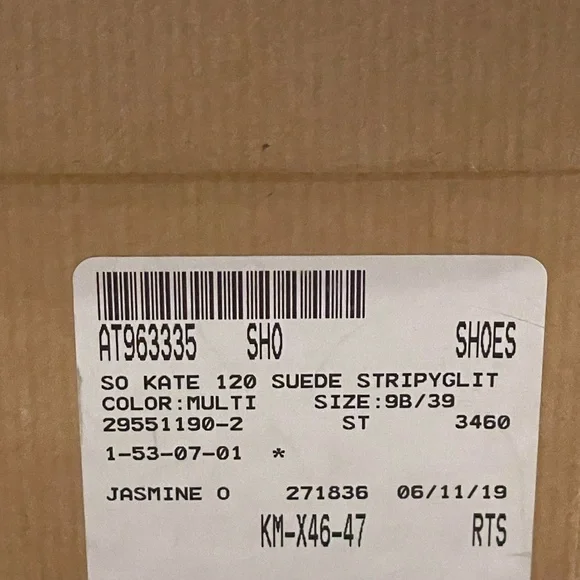 AT963335 SHO SHOES
SO KATE 120 SUEDE STRIPYGLIT
COLOR:MULTI SIZE:9B/39
29551190-2 ST 3460
1-53-07-01 *
JASMINE O 271836 06/11/19
KM-X46-47 RTS